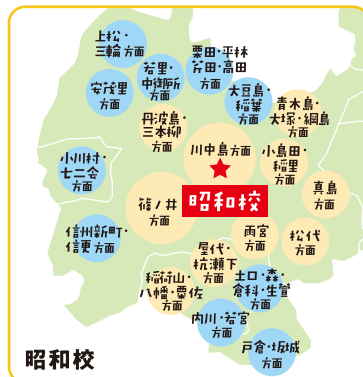 上松・
三輪方面
若里・
中御所
方面
栗田・平林
芹田・高田
方面
安茂里
方面
大豆島・
稲葉
方面
青木島・
大塚・綱島
方面
丹波島・
三本柳
方面
川中島方面
小島田・
稲里
方面
小川村・
七二会
方面
真島
方面
昭和校
篠ノ井
方面
信州新町・
信更 方面
雨宮
方面
松代
方面
屋代・
杭瀬下
方面
稲荷山・
八幡・粟佐
方面
土口・森・
倉科・生萱
方面
内川・若宮
方面
戸倉・坂城
方面
昭和校